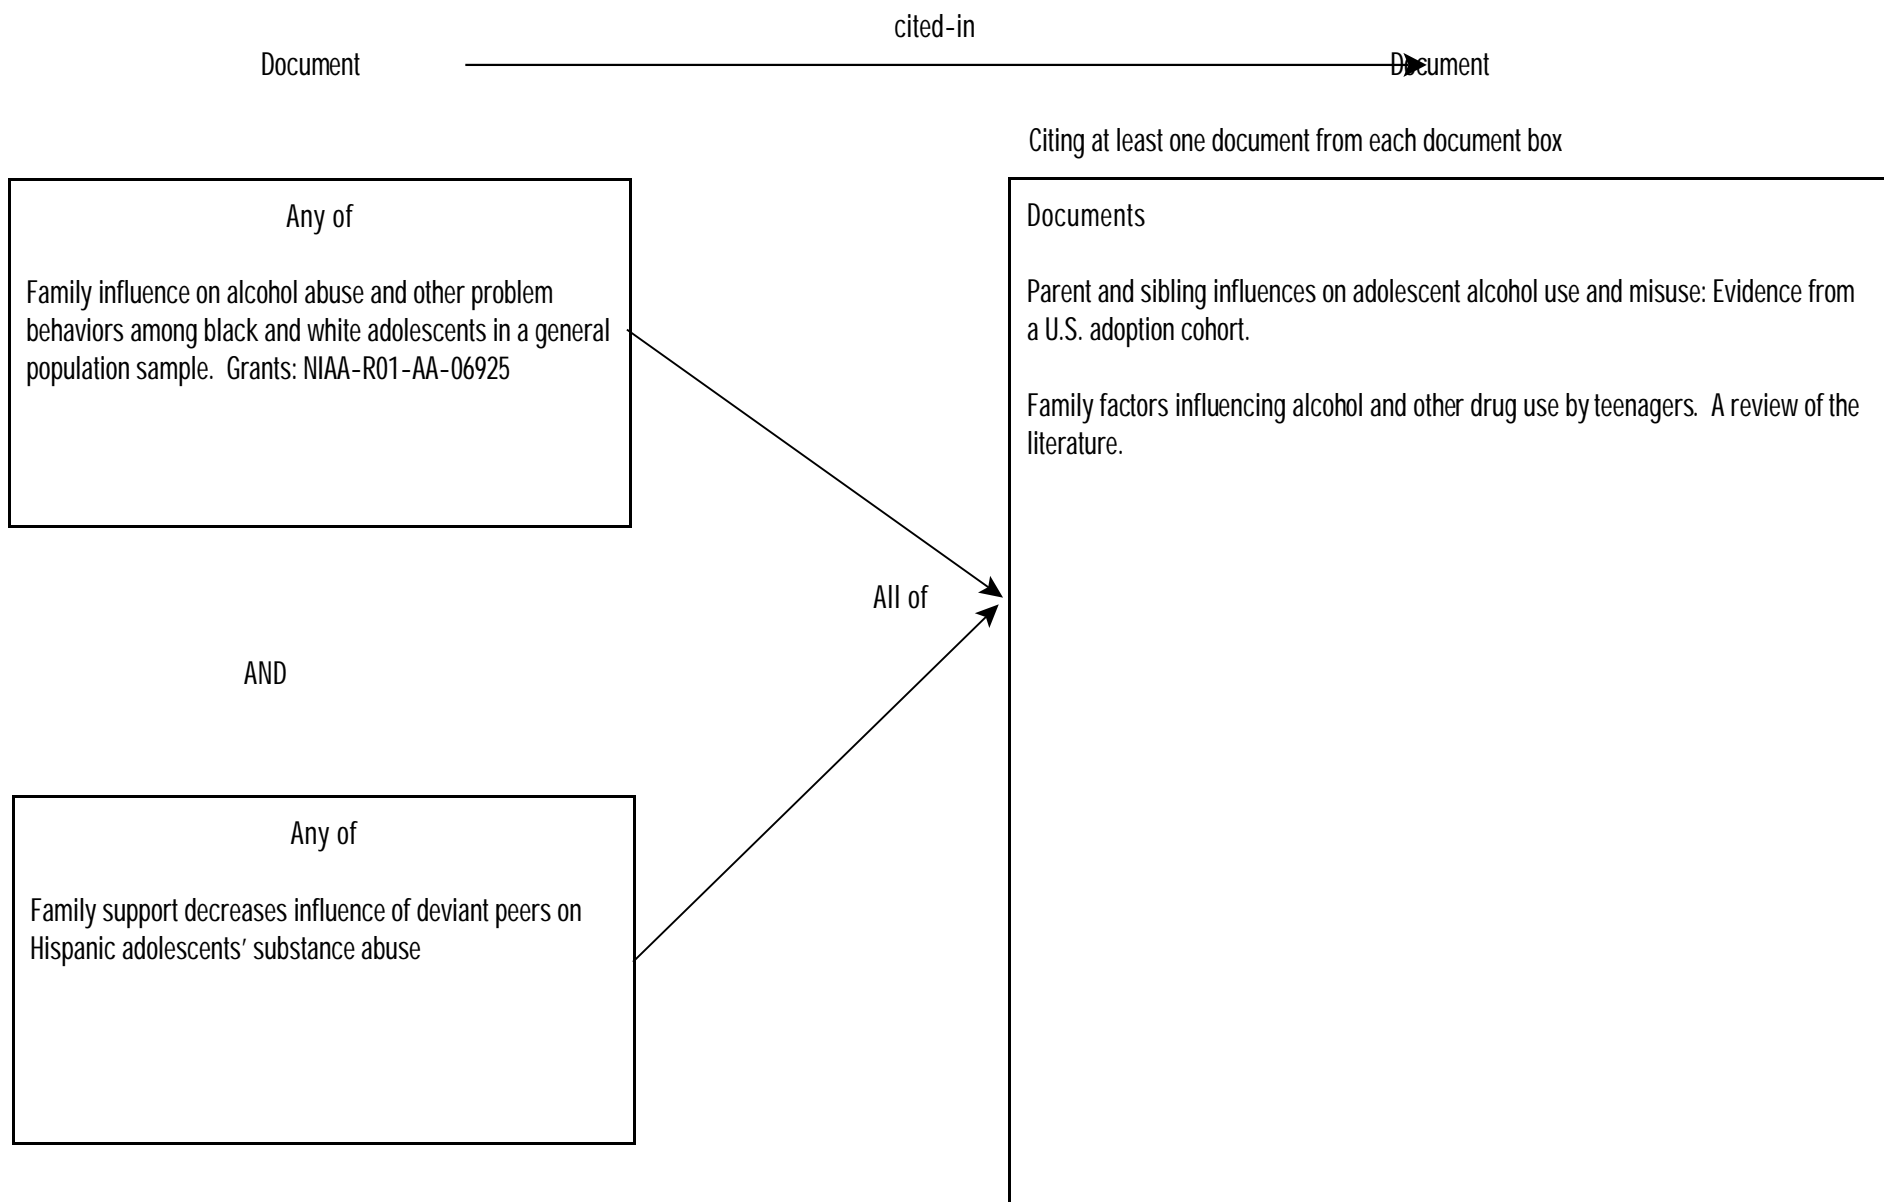 cited-in
Document
Document
Citing at least one document from each document box
Any of
Family influence on alcohol abuse and other problem
behaviors among black and white adolescents in a general
population sample.  Grants: NIAA-R01-AA-06925
Documents
Parent and sibling influences on adolescent alcohol use and misuse: Evidence from
a U.S. adoption cohort.
Family factors influencing alcohol and other drug use by teenagers.  A review of the
literature.
All of
AND
Any of
Family support decreases influence of deviant peers on
Hispanic adolescents’ substance abuse